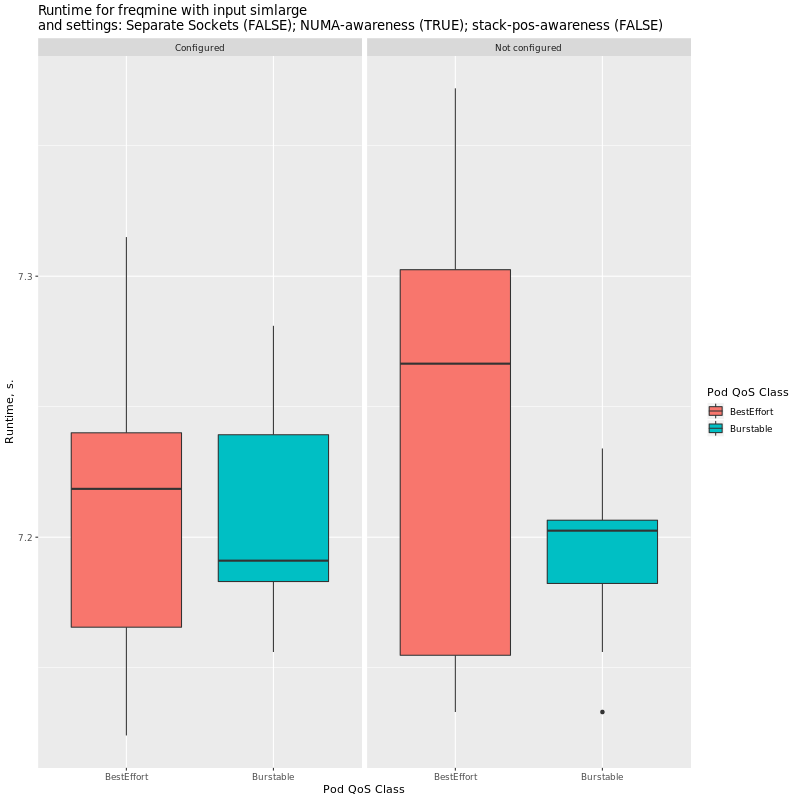 Runtime for freqmine with input simlarge
and settings: Separate Sockets (FALSE); NUMA-awareness (TRUE); stack-pos-awareness (FALSE)
Configured
Not configured
7.3
7.2
Runtime, s.
BestEffort
Burstable
BestEffort
Burstable
Pod QoS Class
Pod QoS Class
BestEffort
Burstable